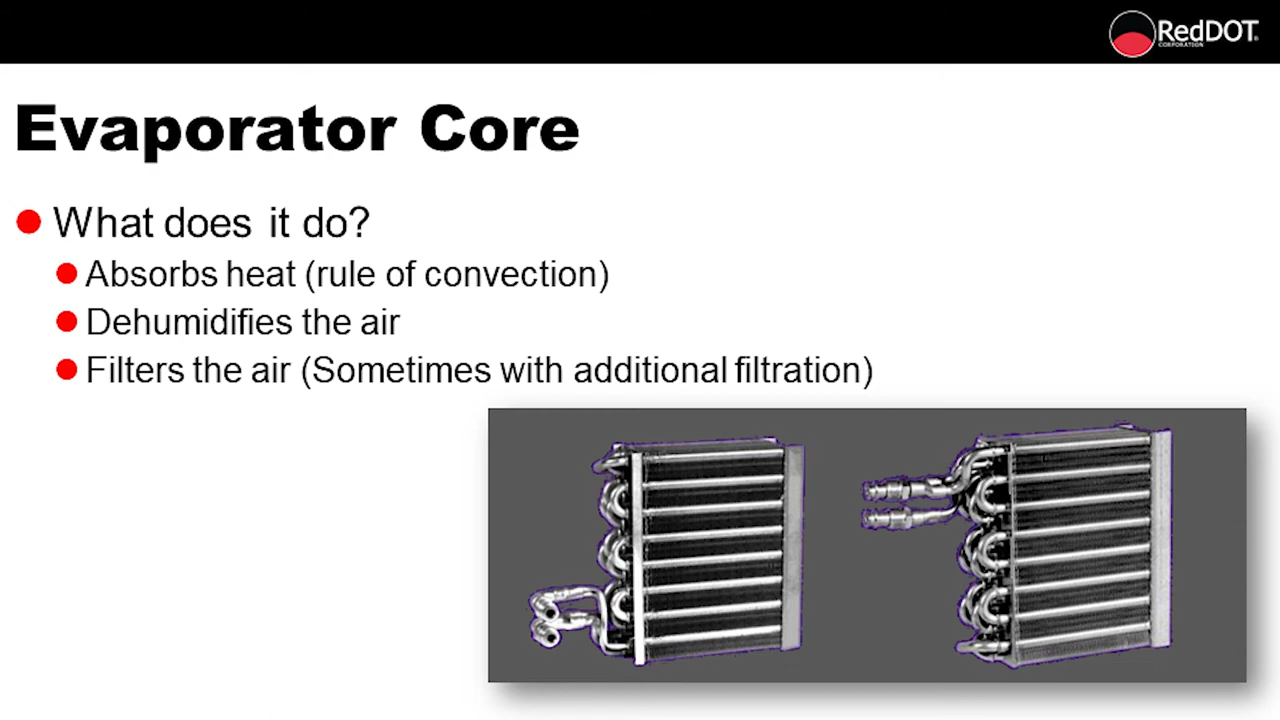 RedDOT
CORPORATION
Evaporator Core
What does it do?
Absorbs heat (rule of convection)
Dehumidifies the air
Filters the air (Sometimes with additional filtration)